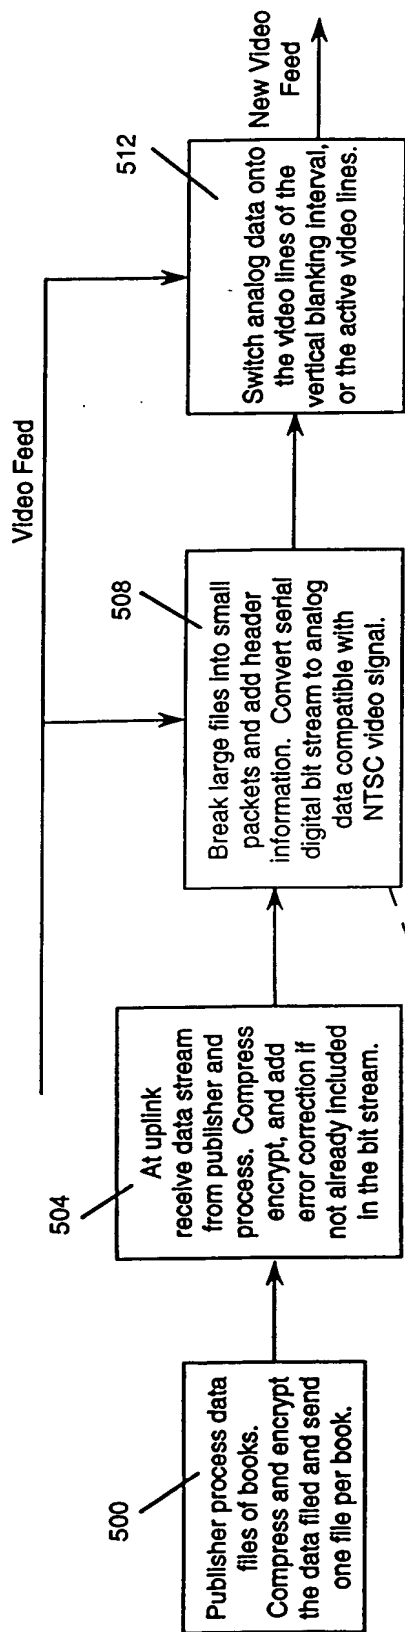 Video Feed
500
Publisher process data
files of books.
Compress and encrypt
the data filed and send
one file per book.
504
At uplink
receive data stream
from publisher and
process. Compress
encrypt, and add
error correction if
not already included
in the bit stream.
508
Break large files into small
packets and add header
information. Convert serial
digital bit stream to analog
data compatible with
NTSC video signal.
512
Switch analog data onto
the video lines of the
vertical blanking interval,
or the active video lines.
New Video
Feed